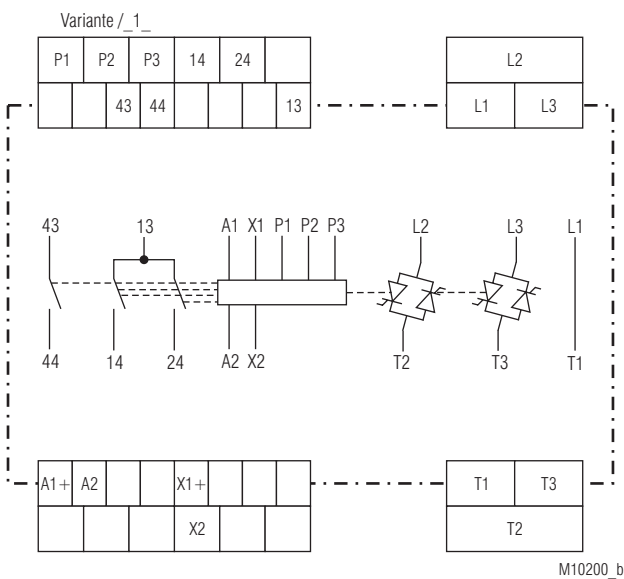 Variante /_1_
P1 P2 P3 14 24 L2
43 44 13 L1 L3
43 13 A1 X1 P1 P2 P3 L2 L3 L1
44 14 24 A2 X2 T2 T3 T1
A1+ A2 X1+ T1 T3
X2 T2
M10200_b